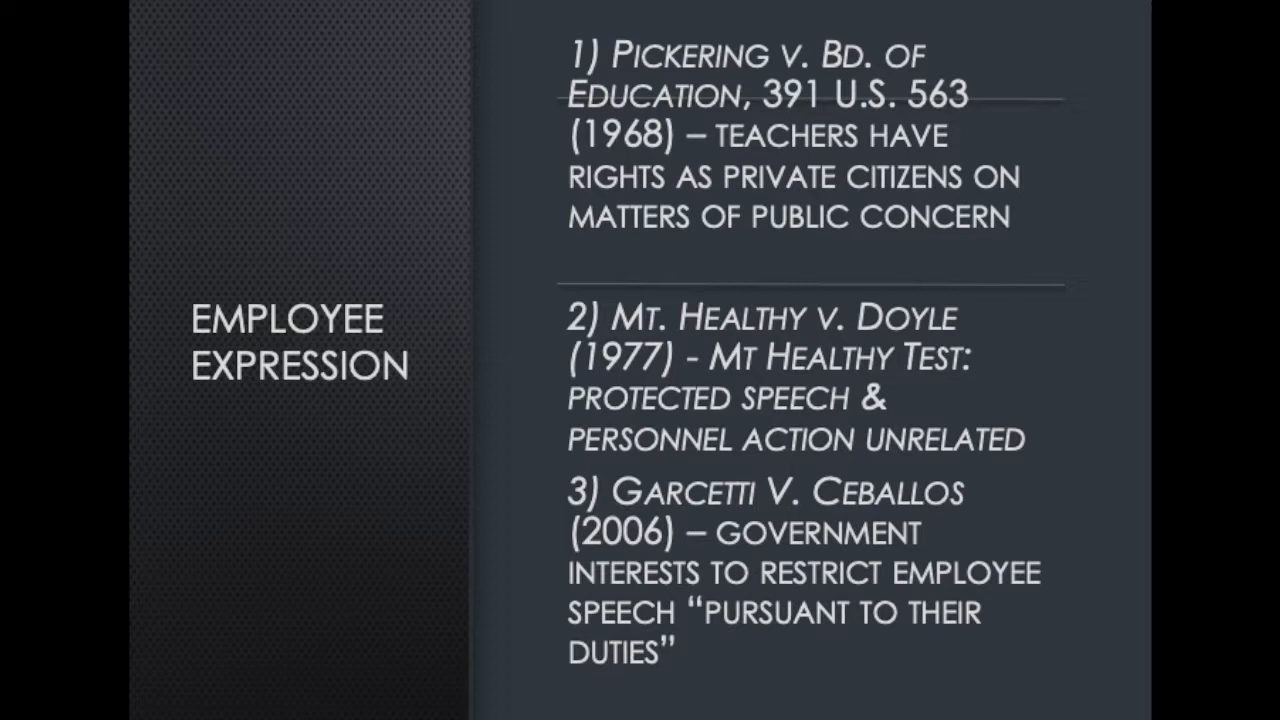 EMPLOYEE
EXPRESSION
1) PICKERING V. BD. OF
EDUCATION, 391 U.S. 563
(1968) – TEACHERS HAVE
RIGHTS AS PRIVATE CITIZENS ON
MATTERS OF PUBLIC CONCERN
2) MT. HEALTHY V. DOYLE
(1977) - MT HEALTHY TEST:
PROTECTED SPEECH &
PERSONNEL ACTION UNRELATED
3) GARCETTI V. CEBALLOS
(2006) – GOVERNMENT
INTERESTS TO RESTRICT EMPLOYEE
SPEECH “PURSUANT TO THEIR
DUTIES”